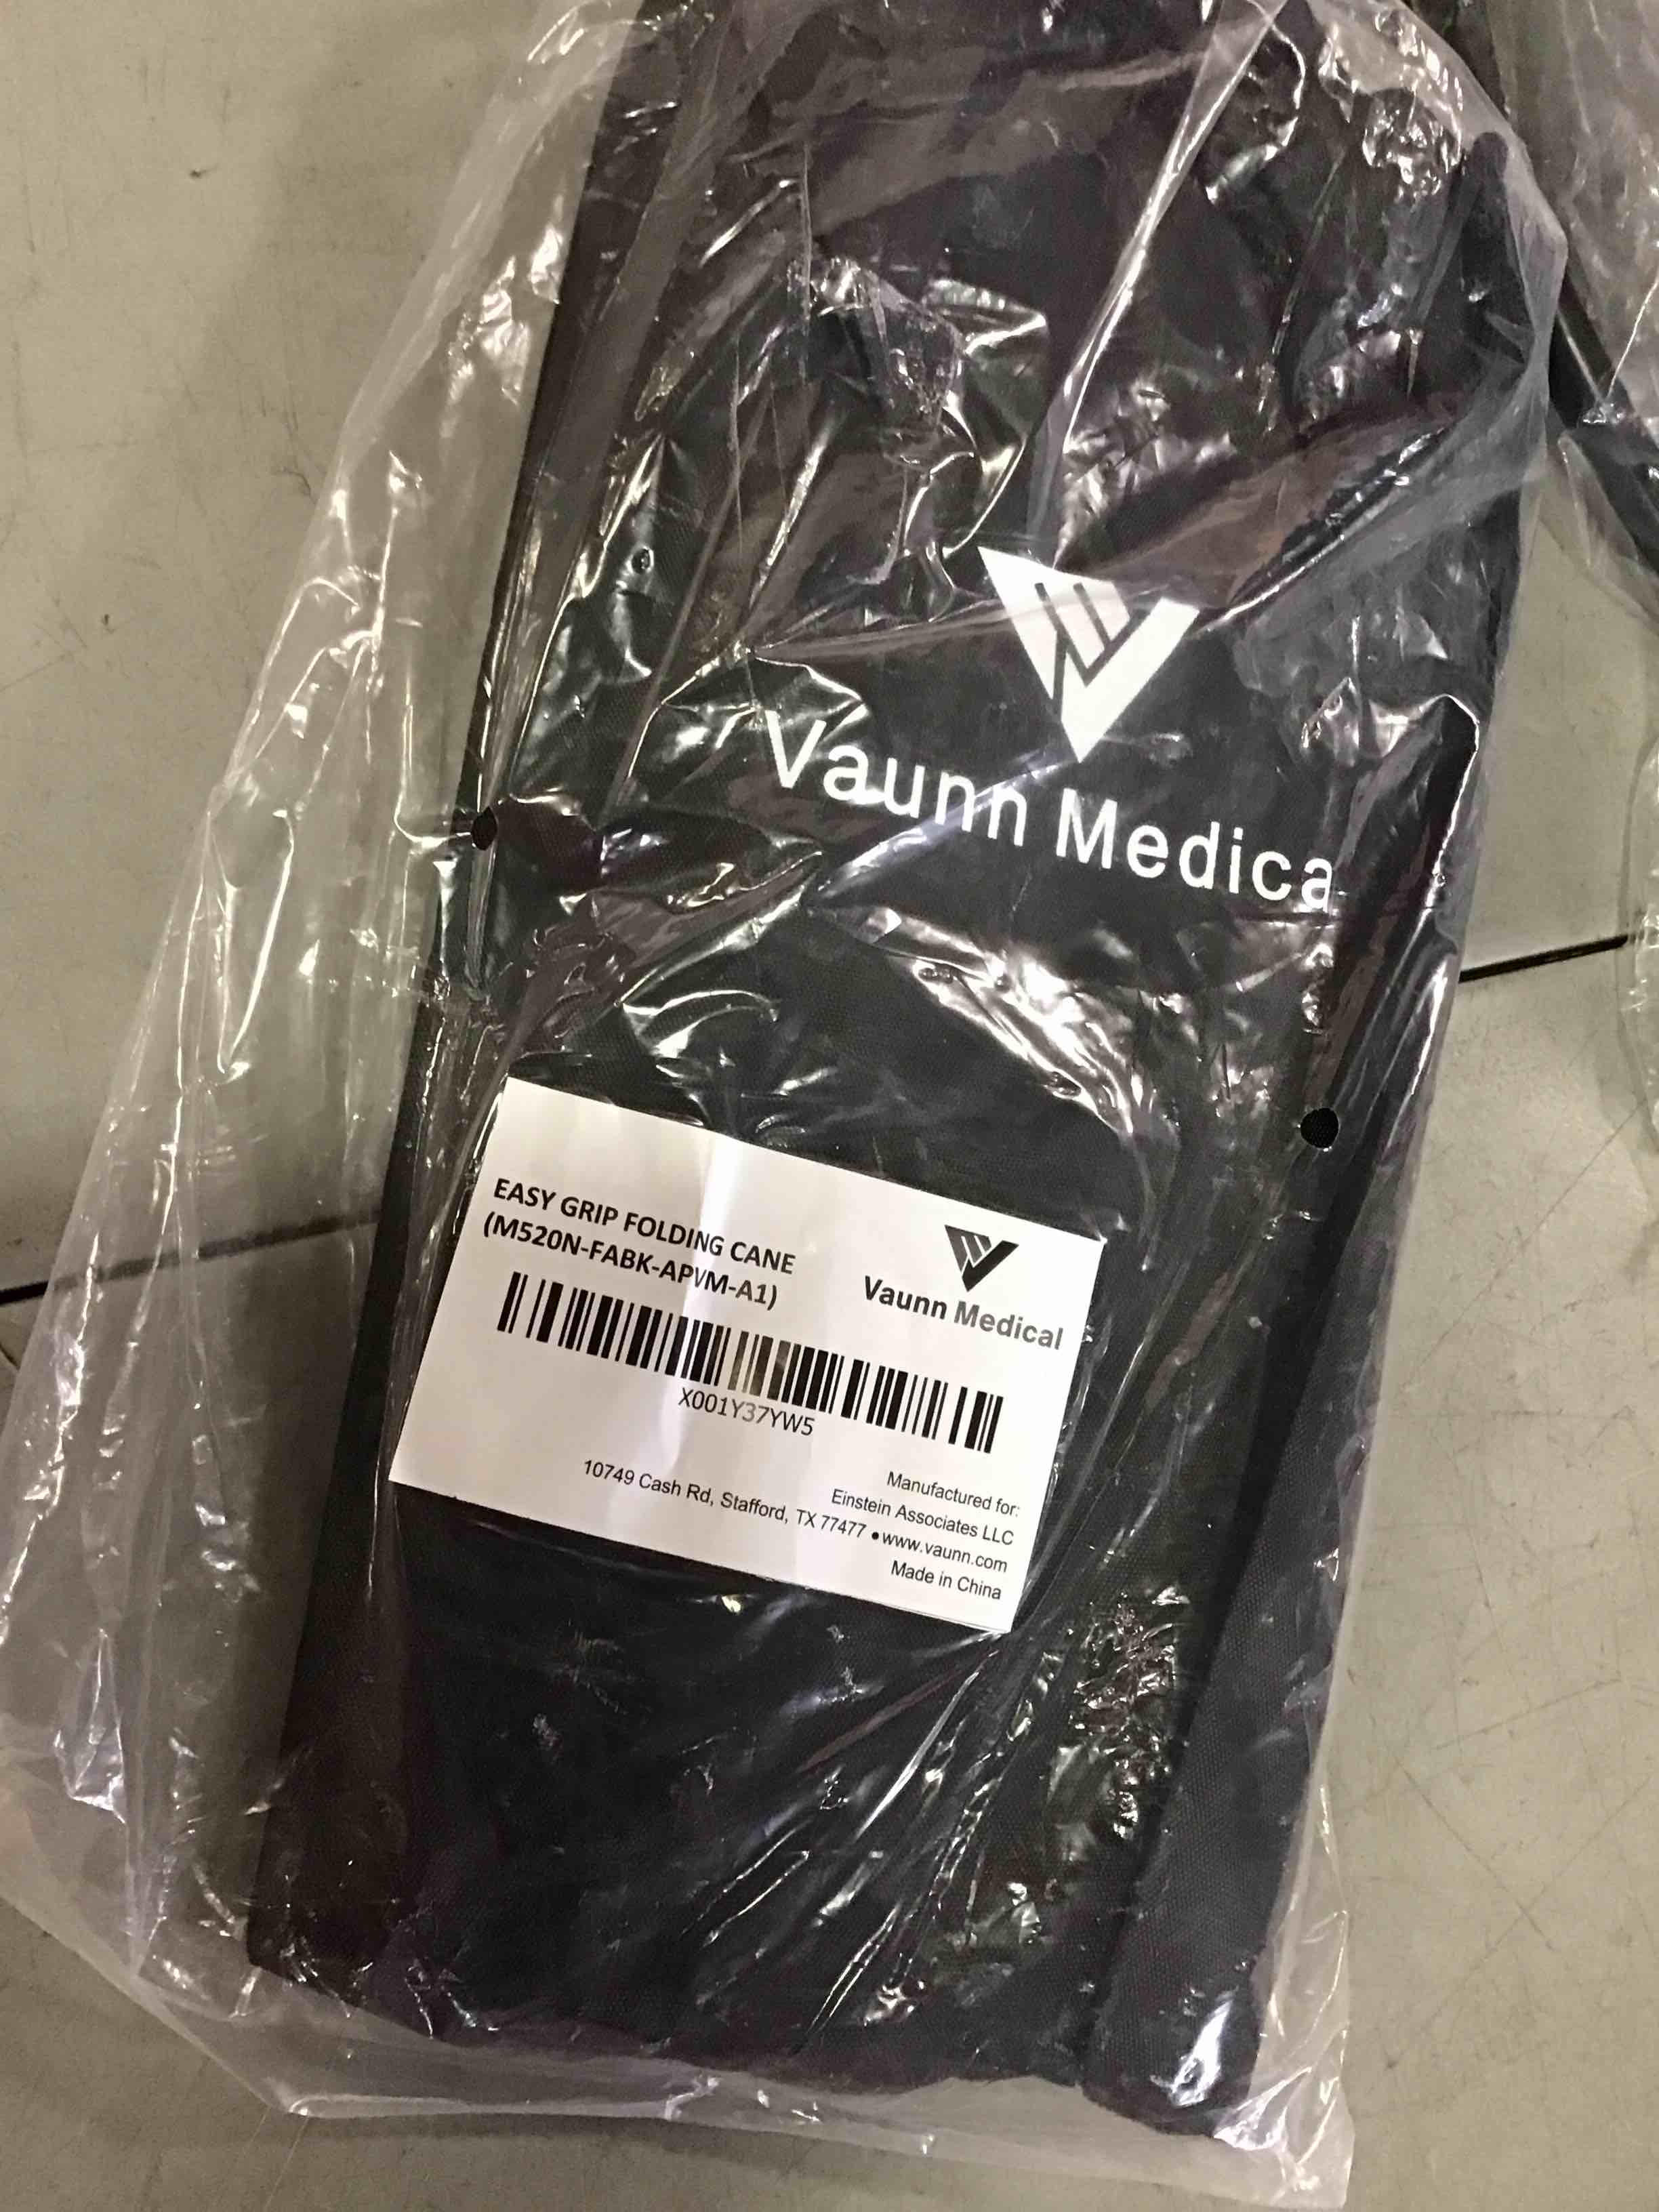 Vaunn Medica
EASY GRIP FOLDING CANE
(M520N-FABK-APVM-A1)
Vaunn Medical
X001Y37YW5
Manufactured for:
Einstein Associates LLC
10749 Cash Rd, Stafford, TX 77477 • www.vaunn.com
Made in China